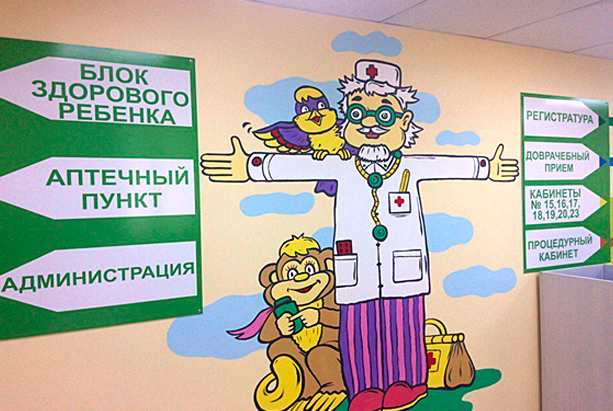 БЛОК
ЗДОРОВОГО
РЕБЕНКА
АПТЕЧНЫЙ
ПУНКТ
АДМИНИСТРАЦИЯ
РЕГИСТРАТУРА
ДОВРАЧЕБНЫЙ
ПРИЕМ
КАБИНЕТЫ
№ 15,16,17,
18,19,20,23
ПРОЦЕДУРНЫЙ
КАБИНЕТ